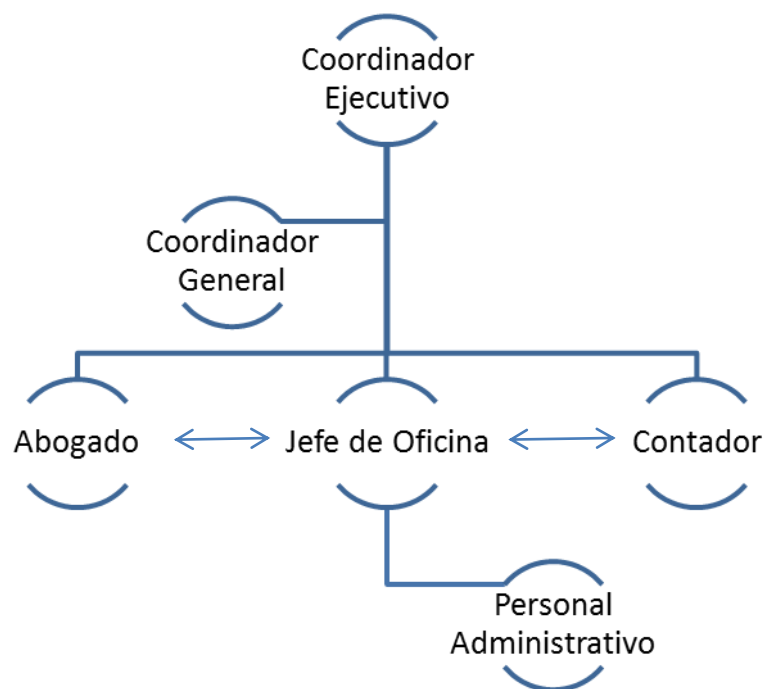 Coordinador
Ejecutivo
Coordinador
General
Abogado
Jefe de Oficina
Contador
Personal
Administrativo